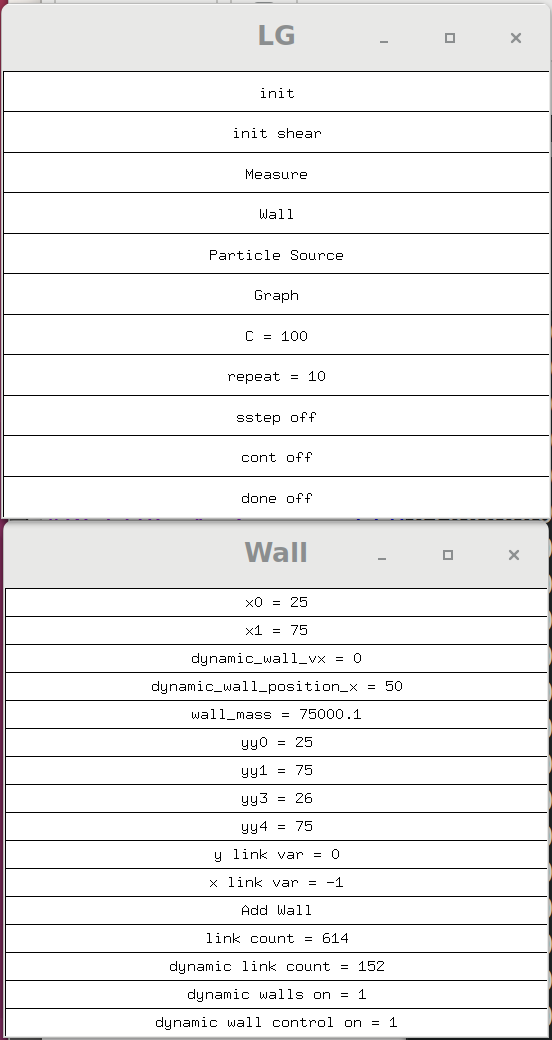 LG
init
init shear
Measure
Wall
Particle Source
Graph
C = 100
repeat = 10
sstep off
cont off
done off
Wall
x0 = 25
x1 = 75
dynamic_wall_vx = 0
dynamic_wall_position_x = 50
wall_mass = 75000.1
yy0 = 25
yy1 = 75
yy3 = 26
yy4 = 75
y link var = 0
x link var = -1
Add Wall
link count = 614
dynamic link count = 152
dynamic walls on = 1
dynamic wall control on = 1